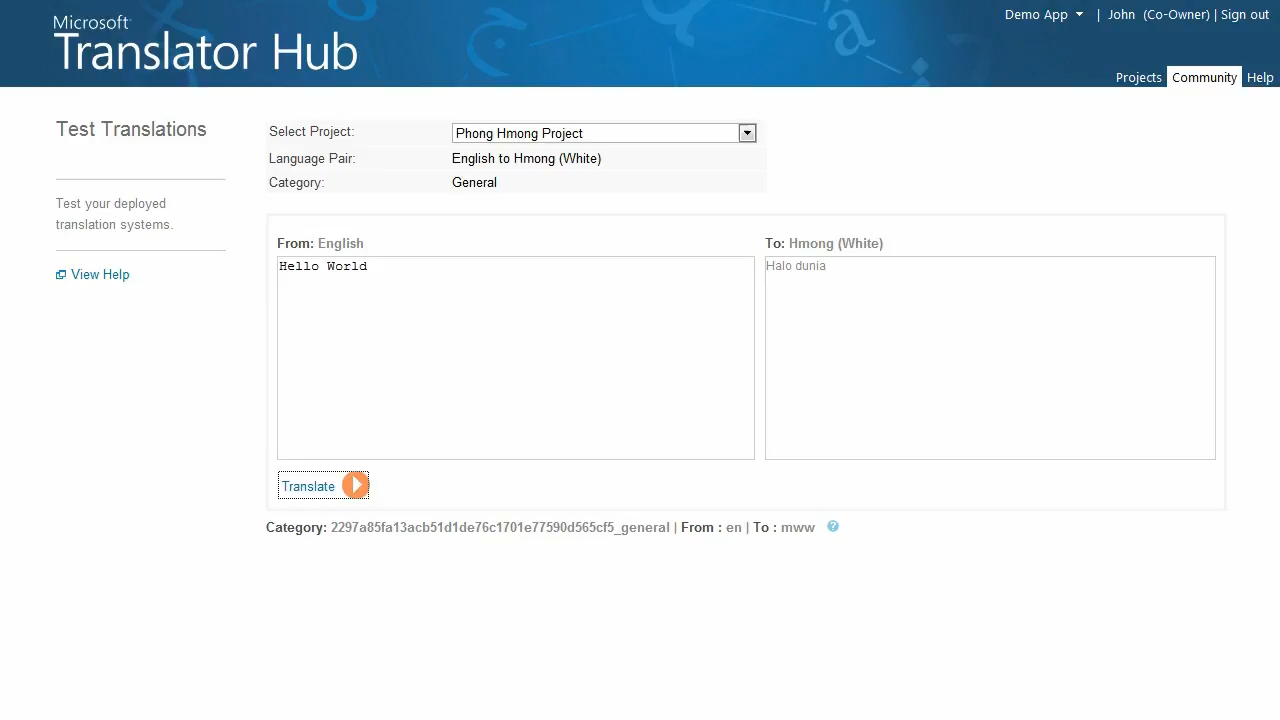 Microsoft
Translator Hub
Demo App | John (Co-Owner) | Sign out
Projects Community Help
Test Translations
Test your deployed
translation systems.
View Help
Select Project: Phong Hmong Project
Language Pair: English to Hmong (White)
Category: General
From: English
To: Hmong (White)
Hello World
Halo dunia
Translate
Category: 2297a85fa13acb51d1de76c1701e77590d565cf5_general | From : en | To : mww ?